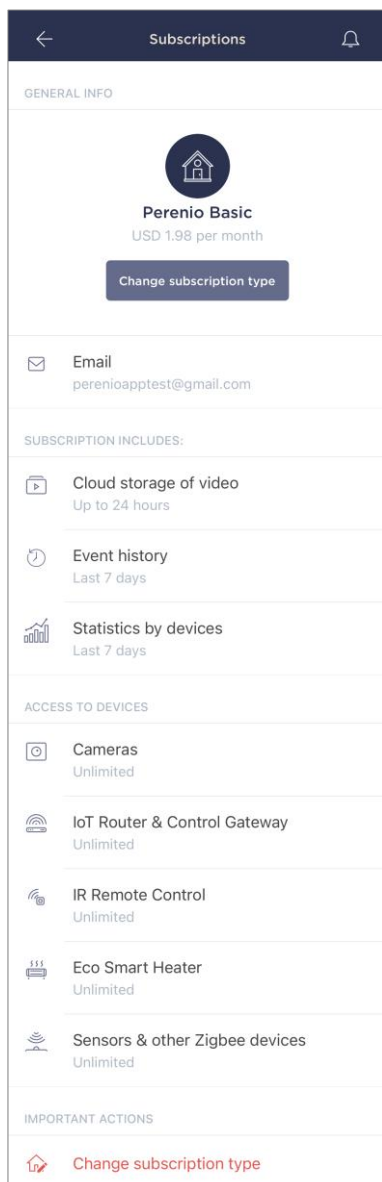 Subscriptions
GENERAL INFO
Perenio Basic
USD 1.98 per month
Change subscription type
Email
perenioapptest@gmail.com
SUBSCRIPTION INCLUDES:
Cloud storage of video
Up to 24 hours
Event history
Last 7 days
Statistics by devices
Last 7 days
ACCESS TO DEVICES
Cameras
Unlimited
IoT Router & Control Gateway
Unlimited
IR Remote Control
Unlimited
Eco Smart Heater
Unlimited
Sensors & other Zigbee devices
Unlimited
IMPORTANT ACTIONS
Change subscription type